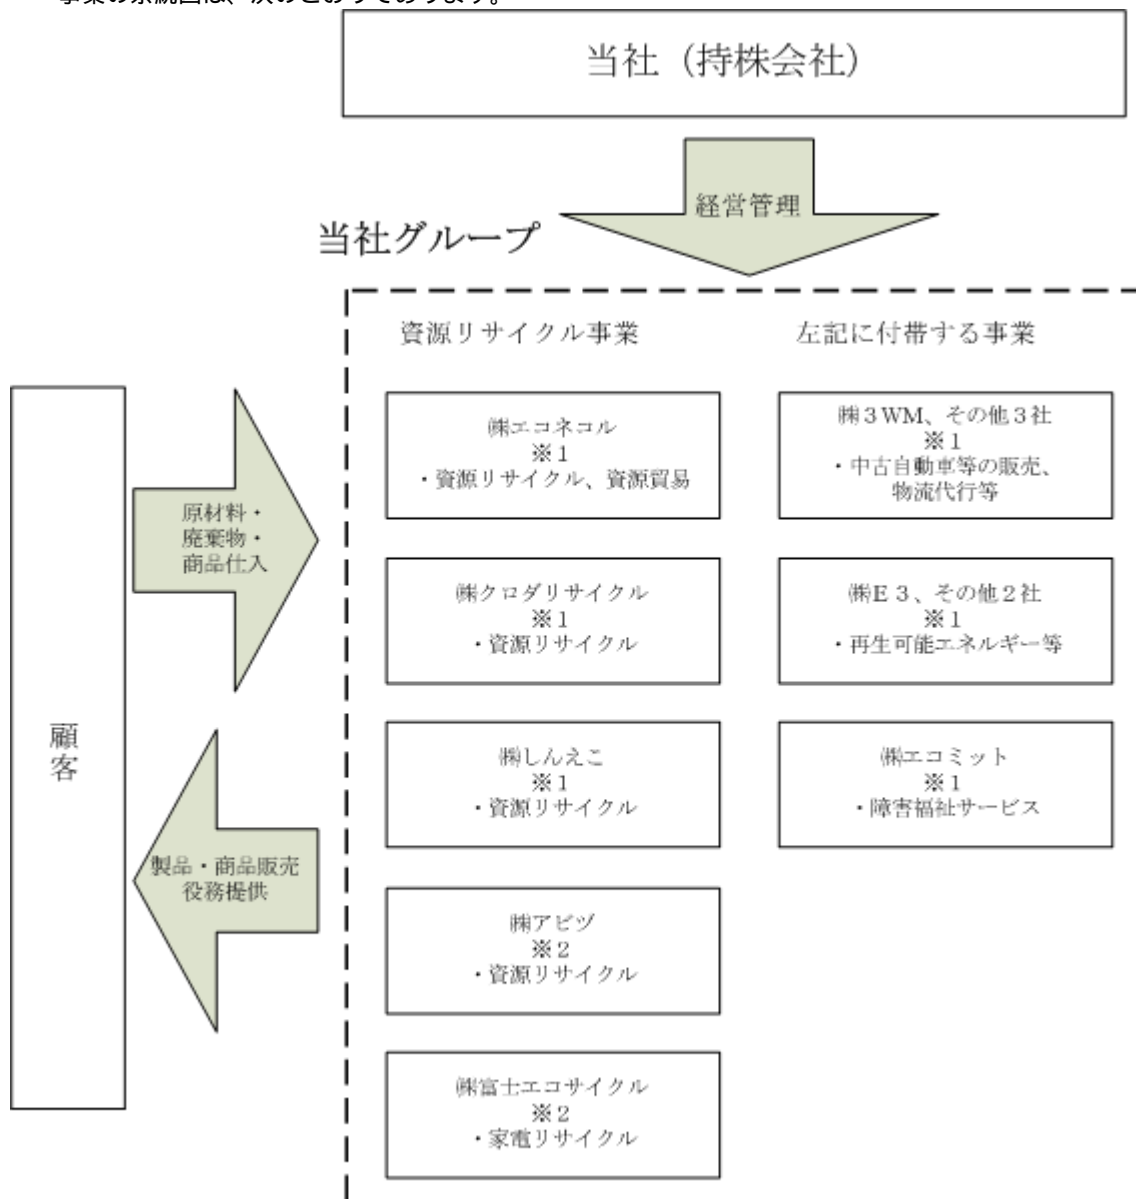 事業の系統図は、次のとおりであります。
当社（持株会社）
経営管理
当社グループ
資源リサイクル事業
左記に付帯する事業
㈱エコネコル
※１
・資源リサイクル、資源貿易
㈱３WM、その他３社
※１
・中古自動車等の販売、
物流代行等
原材料・
廃棄物・
商品仕入
㈱クロダリサイクル
※１
・資源リサイクル
㈱Ｅ３、その他２社
※１
・再生可能エネルギー等
顧
客
㈱しんえこ
※１
・資源リサイクル
㈱エコミット
※１
・障害福祉サービス
製品・商品販売
役務提供
㈱アビヅ
※２
・資源リサイクル
㈱富士エコサイクル
※２
・家電リサイクル